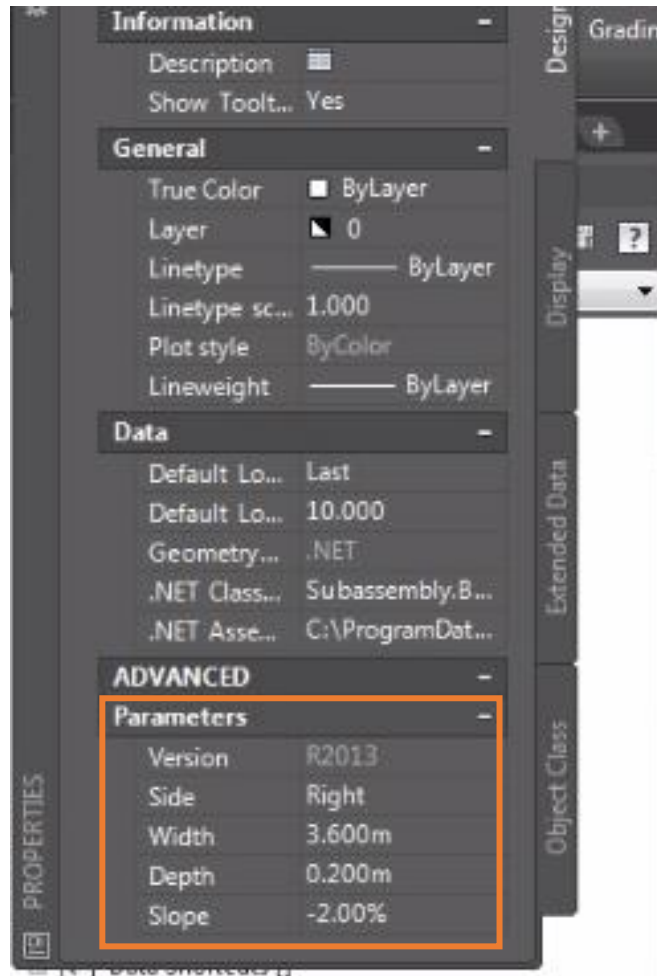 Information
Description
Show Toolt... Yes
General
True Color ByLayer
Layer 0
Linetype ByLayer
Linetype sc... 1.000
Plot style ByColor
Lineweight ByLayer
Data
Default Lo... Last
Default Lo... 10.000
Geometry... .NET
.NET Class... Subassembly.B...
.NET Asse... C:\ProgramDat...
ADVANCED
Parameters
Version R2013
Side Right
Width 3.600m
Depth 0.200m
Slope -2.00%
PROPERTIES
Design
Display
Extended Data
Object Class
Gradin
+
?